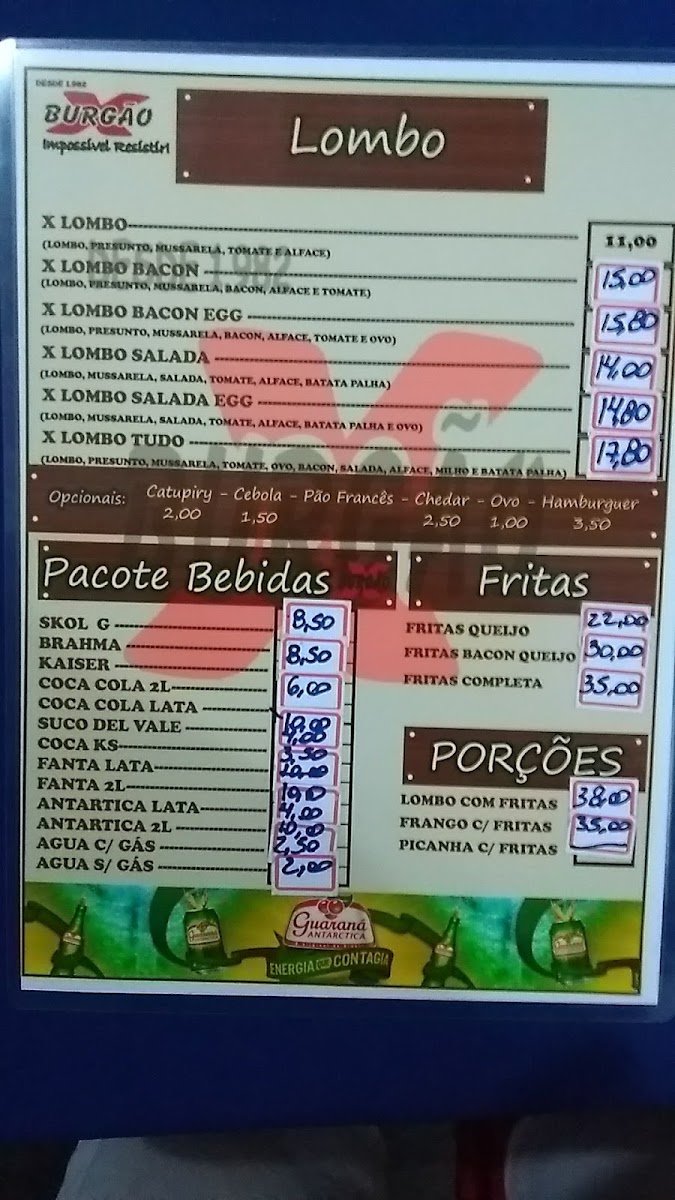 DESDE 1.982
X BURGÃO
Impossível Resistir!
Lombo
X LOMBO 11,00
(LOMBO, PRESUNTO, MUSSARELA, TOMATE E ALFACE)
X LOMBO BACON 15,00
(LOMBO, PRESUNTO, MUSSARELA, BACON, ALFACE E TOMATE)
X LOMBO BACON EGG 15,80
(LOMBO, PRESUNTO, MUSSARELA, BACON, ALFACE, TOMATE E OVO)
X LOMBO SALADA 14,00
(LOMBO, MUSSARELA, SALADA, TOMATE, ALFACE, BATATA PALHA)
X LOMBO SALADA EGG 14,80
(LOMBO, MUSSARELA, SALADA, TOMATE, ALFACE, BATATA PALHA E OVO)
X LOMBO TUDO 17,80
(LOMBO, PRESUNTO, MUSSARELA, TOMATE, OVO, BACON, SALADA, ALFACE, MILHO E BATATA PALHA)
Opcionais: Catupiry - Cebola - Pão Francês - Chedar - Ovo - Hamburguer
2,00 1,50 2,50 1,00 3,50
Pacote Bebidas
SKOL G 8,50
BRAHMA 8,50
KAISER
COCA COLA 2L 6,00
COCA COLA LATA
SUCO DEL VALE 10,00
COCA KS 3,50
FANTA LATA 10,00
FANTA 2L
ANTARTICA LATA 4,00
ANTARTICA 2L 10,00
AGUA C/ GÁS 2,50
AGUA S/ GÁS 2,00
Fritas
FRITAS QUEIJO 22,00
FRITAS BACON QUEIJO 30,00
FRITAS COMPLETA 35,00
PORÇÕES
LOMBO COM FRITAS 38,00
FRANGO C/ FRITAS 35,00
PICANHA C/ FRITAS
Guaraná
ANTARCTICA
ENERGIA QUE CONTAGIA